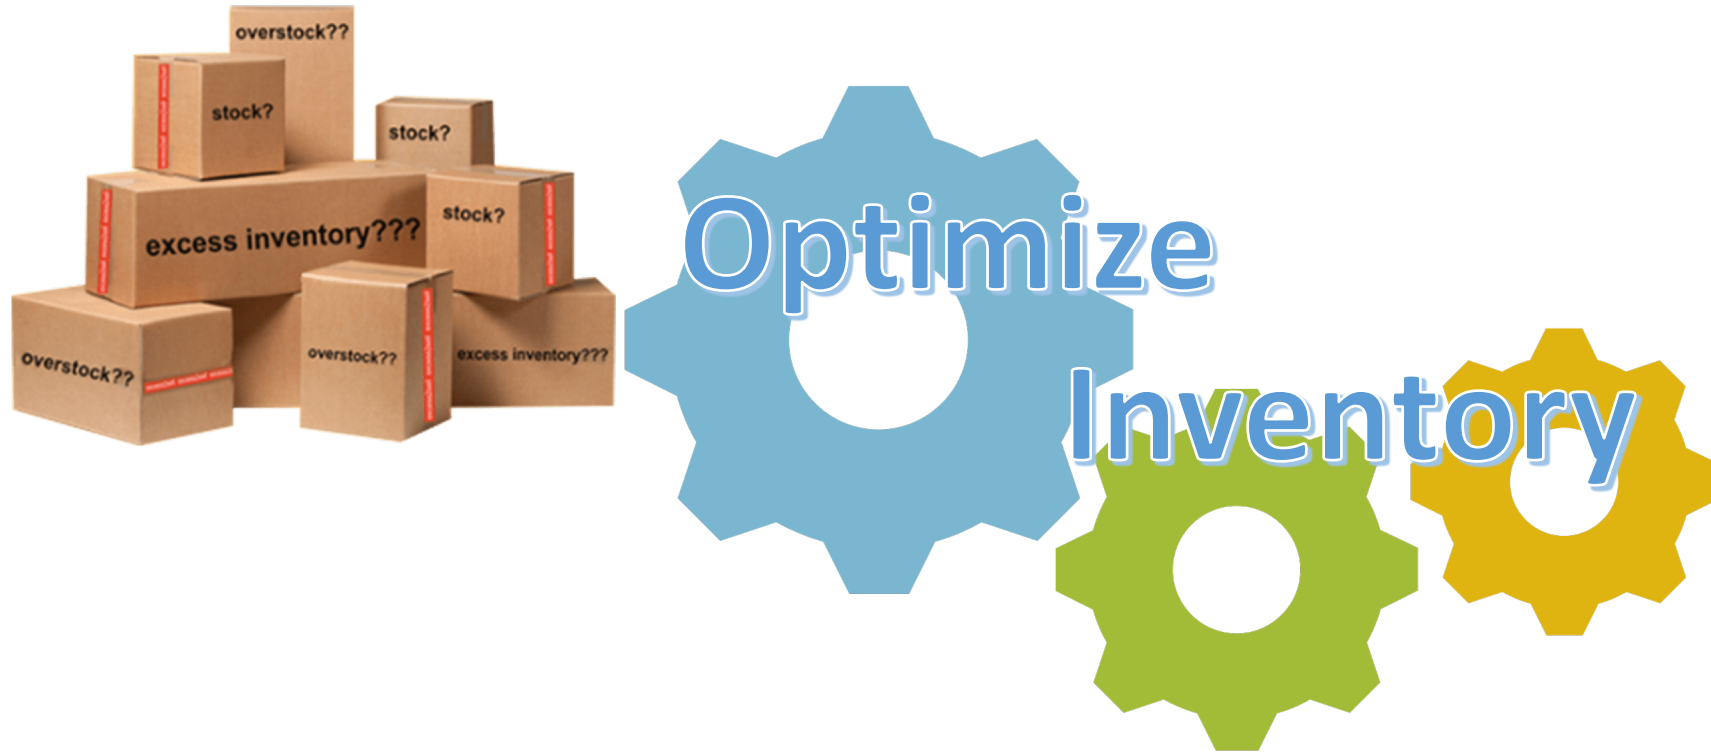 overstock??
stock?
stock?
excess inventory???
stock?
overstock??
overstock??
excess inventory???
Optimize
Inventory